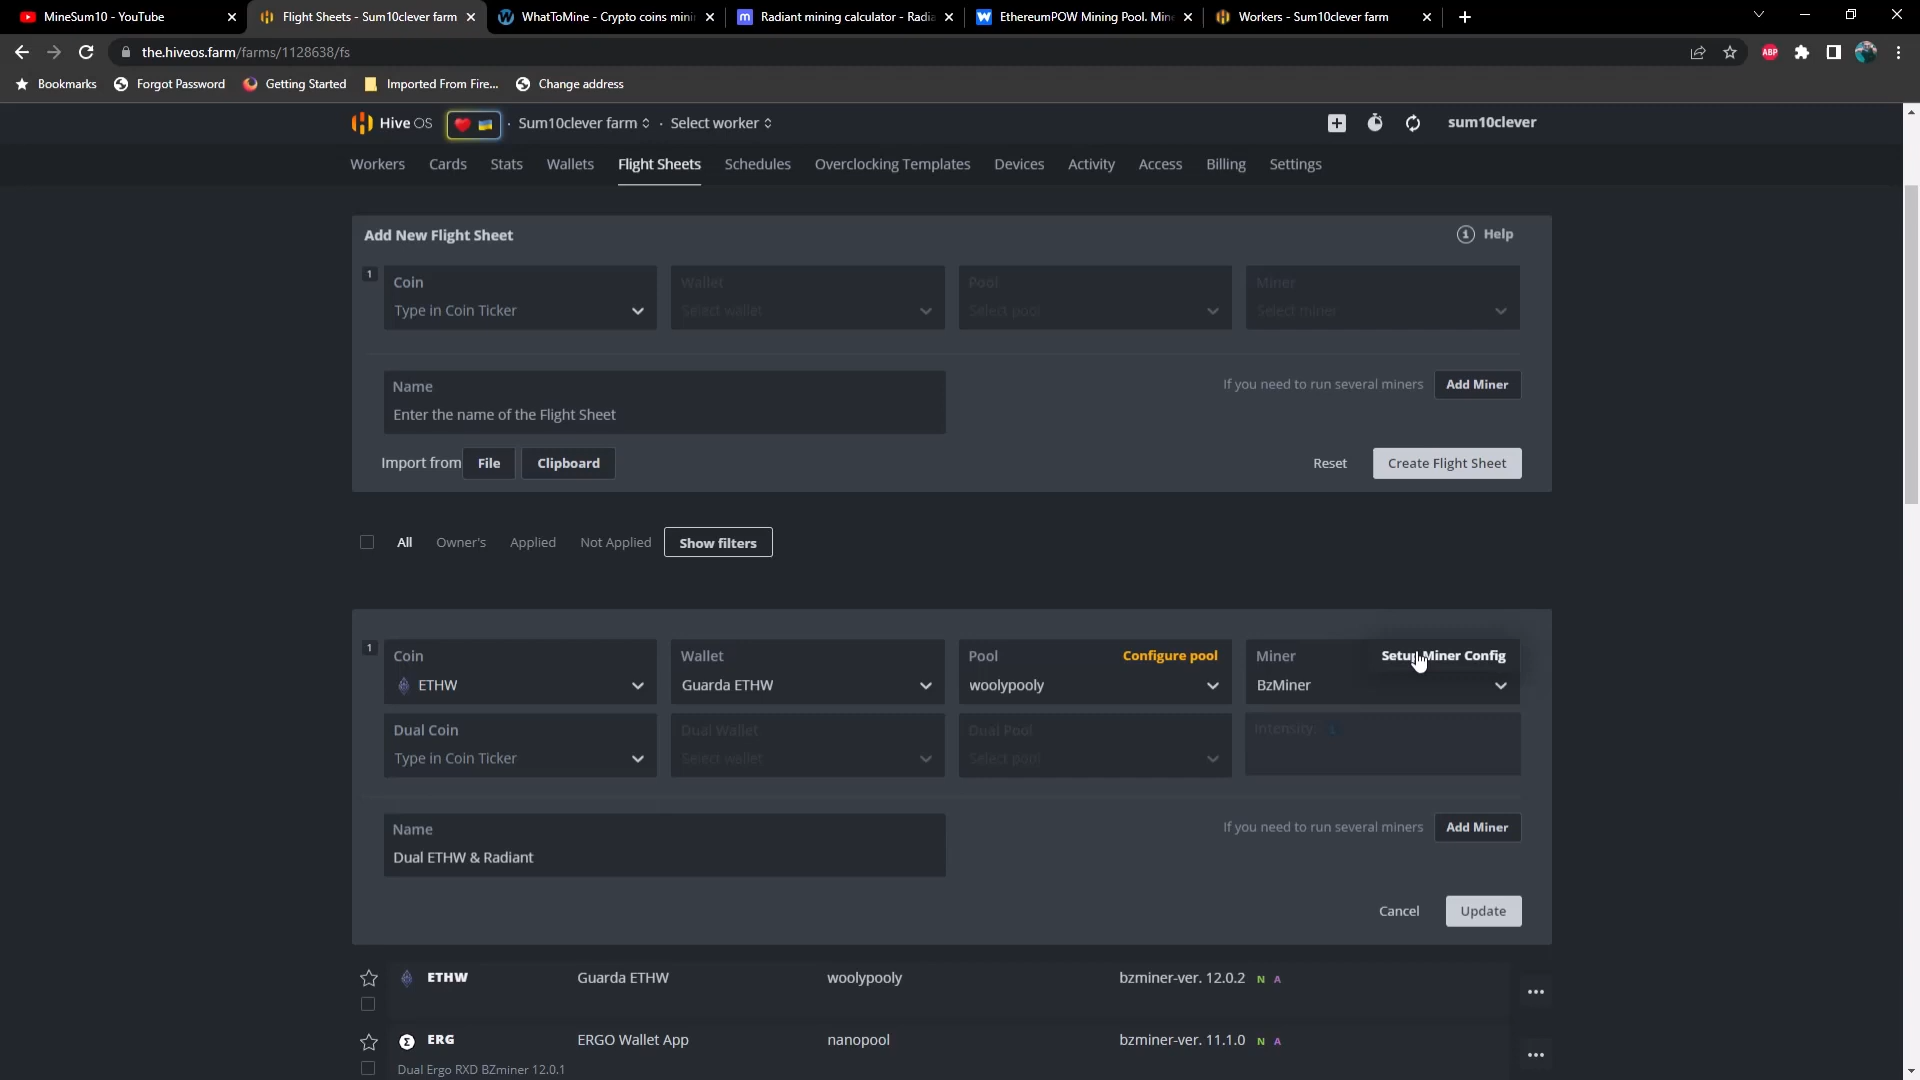 MineSum10 - YouTube
Flight Sheets - Sum10clever farm
WhatToMine - Crypto coins mini
Radiant mining calculator - Radia
EthereumPOW Mining Pool. Mine
Workers - Sum10clever farm
the.hiveos.farm/farms/1128638/fs
ABP
Bookmarks
Forgot Password
Getting Started
Imported From Fire...
Change address
Hive OS
Sum10clever farm
Select worker
sum10clever
Workers
Cards
Stats
Wallets
Flight Sheets
Schedules
Overclocking Templates
Devices
Activity
Access
Billing
Settings
Add New Flight Sheet
Help
1
Coin
Type in Coin Ticker
Wallet
Select wallet
Pool
Select pool
Miner
Select miner
Name
Enter the name of the Flight Sheet
If you need to run several miners
Add Miner
Import from
File
Clipboard
Reset
Create Flight Sheet
All
Owner's
Applied
Not Applied
Show filters
1
Coin
ETHW
Wallet
Guarda ETHW
Pool
Configure pool
woolypooly
Miner
Setup Miner Config
BzMiner
Dual Coin
Type in Coin Ticker
Dual Wallet
Select wallet
Dual Pool
Select pool
Intensity:
Name
Dual ETHW & Radiant
If you need to run several miners
Add Miner
Cancel
Update
ETHW
Guarda ETHW
woolypooly
bzminer-ver. 12.0.2 N A
ERG
ERGO Wallet App
nanopool
bzminer-ver. 11.1.0 N A
Dual Ergo RXD BZminer 12.0.1